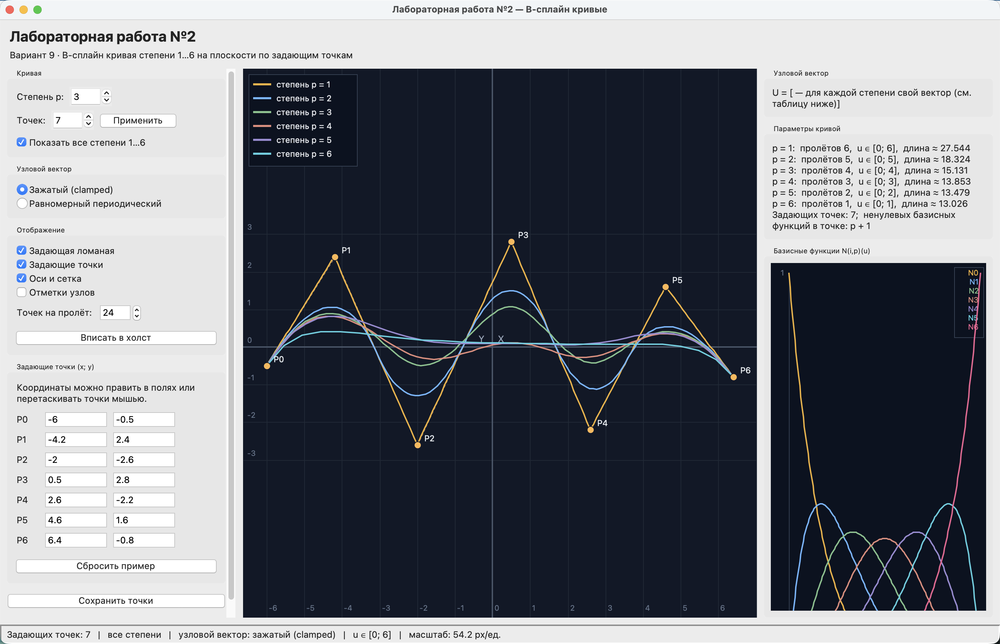 Лабораторная работа №2 — B-сплайн кривые
Лабораторная работа №2
Вариант 9 · B-сплайн кривая степени 1…6 на плоскости по задающим точкам
Кривая
Степень p: 3
Точек: 7 Применить
Показать все степени 1…6
Узловой вектор
Зажатый (clamped)
Равномерный периодический
Отображение
Задающая ломаная
Задающие точки
Оси и сетка
Отметки узлов
Точек на пролёт: 24
Вписать в холст
Задающие точки (x; y)
Координаты можно править в полях или
перетаскивать точки мышью.
P0 -6 -0.5
P1 -4.2 2.4
P2 -2 -2.6
P3 0.5 2.8
P4 2.6 -2.2
P5 4.6 1.6
P6 6.4 -0.8
Сбросить пример
Сохранить точки
степень p = 1
степень p = 2
степень p = 3
степень p = 4
степень p = 5
степень p = 6
3
2
1
0
-1
-2
-3
P0
P1
P2
P3
P4
P5
P6
Y X
-6 -5 -4 -3 -2 -1 0 1 2 3 4 5 6
Узловой вектор
U = [ — для каждой степени свой вектор (см.
таблицу ниже)]
Параметры кривой
p = 1: пролётов 6, u ∈ [0; 6], длина ≈ 27.544
p = 2: пролётов 5, u ∈ [0; 5], длина ≈ 18.324
p = 3: пролётов 4, u ∈ [0; 4], длина ≈ 15.131
p = 4: пролётов 3, u ∈ [0; 3], длина ≈ 13.853
p = 5: пролётов 2, u ∈ [0; 2], длина ≈ 13.479
p = 6: пролётов 1, u ∈ [0; 1], длина ≈ 13.026
Задающих точек: 7; ненулевых базисных
функций в точке: p + 1
Базисные функции N(i,p)(u)
1
N0
N1
N2
N3
N4
N5
N6
Задающих точек: 7 | все степени | узловой вектор: зажатый (clamped) | u ∈ [0; 6] | масштаб: 54.2 px/ед.